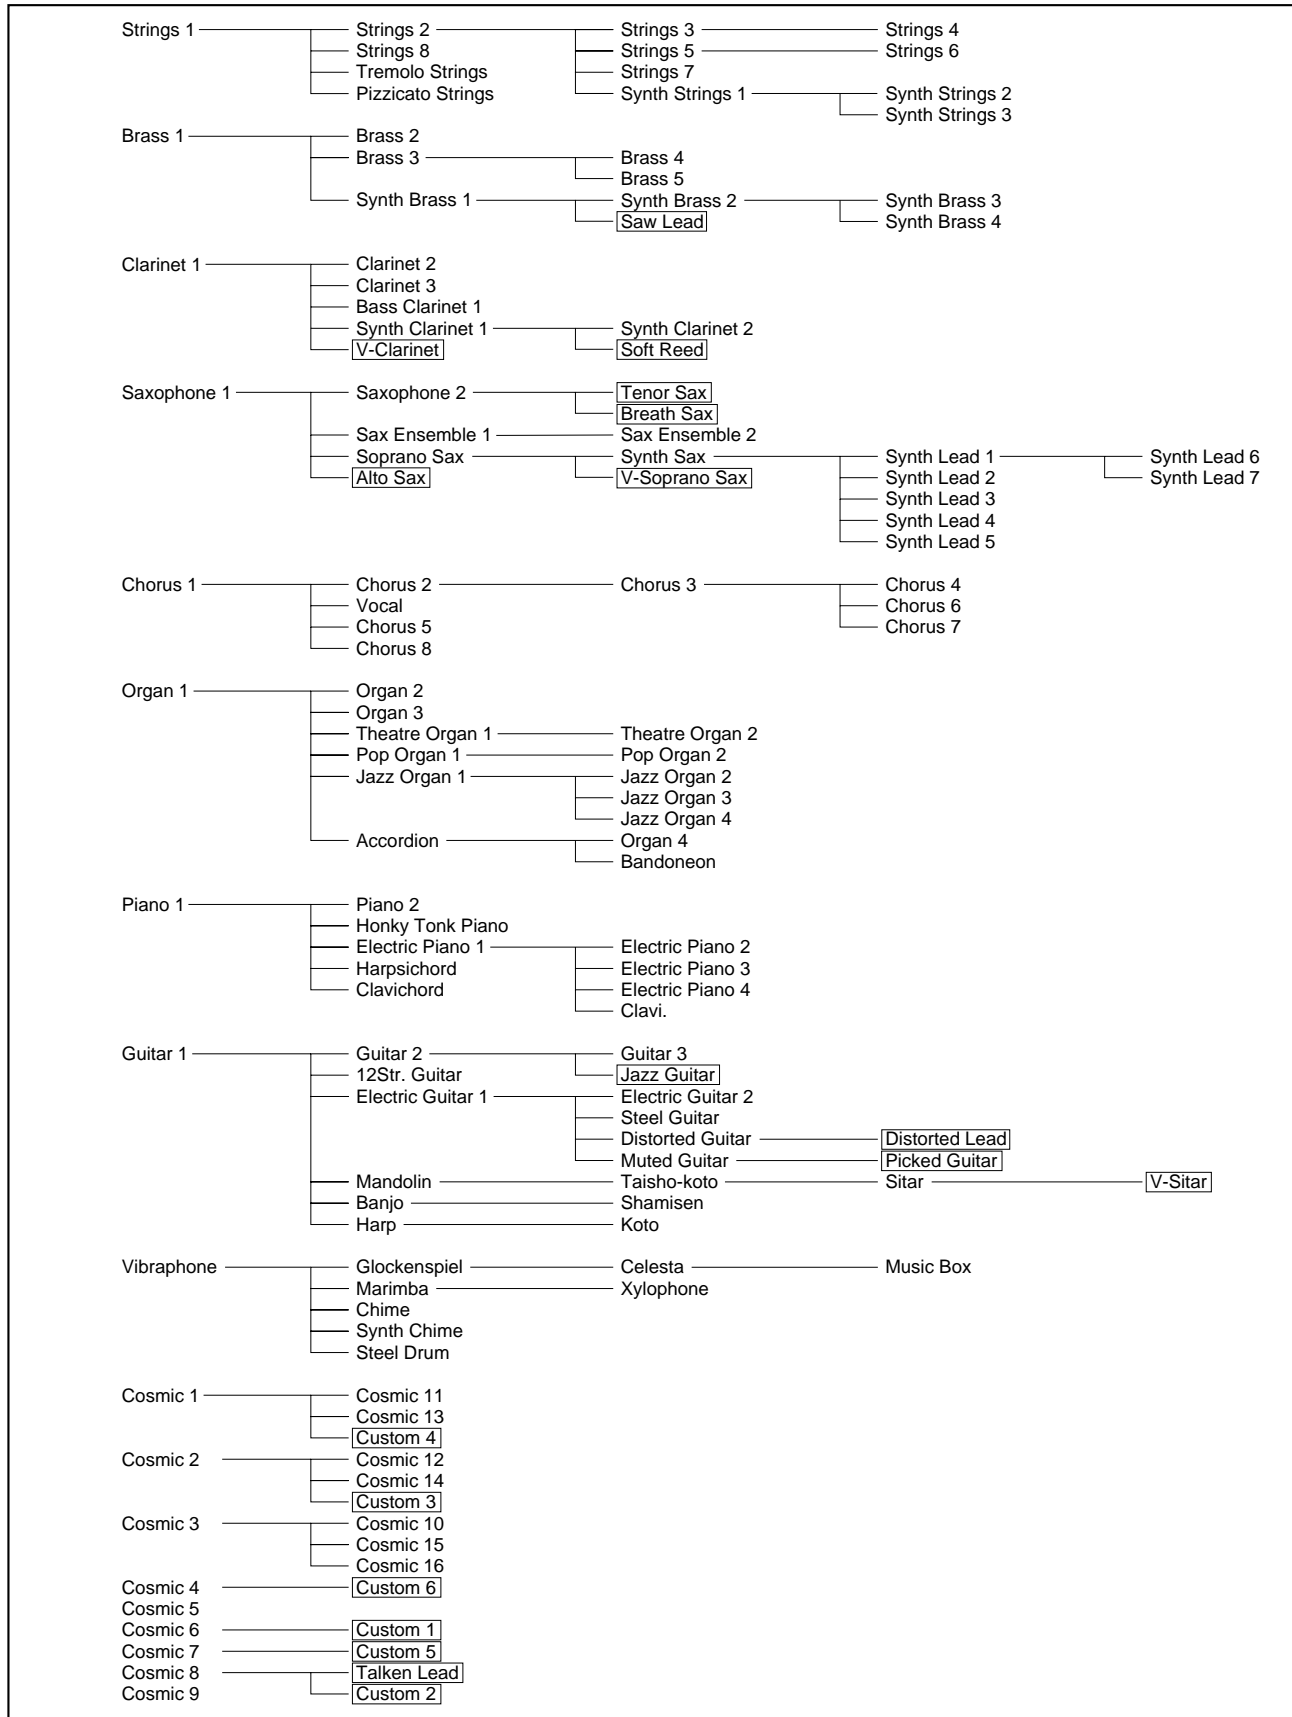 Strings 1 Strings 2 Strings 3 Strings 4
Strings 8 Strings 5 Strings 6
Tremolo Strings Strings 7
Pizzicato Strings Synth Strings 1 Synth Strings 2
Synth Strings 3
Brass 1 Brass 2
Brass 3 Brass 4
Brass 5
Synth Brass 1 Synth Brass 2 Synth Brass 3
Saw Lead Synth Brass 4
Clarinet 1 Clarinet 2
Clarinet 3
Bass Clarinet 1
Synth Clarinet 1 Synth Clarinet 2
V-Clarinet Soft Reed
Saxophone 1 Saxophone 2 Tenor Sax
Breath Sax
Sax Ensemble 1 Sax Ensemble 2
Soprano Sax Synth Sax Synth Lead 1 Synth Lead 6
Alto Sax V-Soprano Sax Synth Lead 2 Synth Lead 7
Synth Lead 3
Synth Lead 4
Synth Lead 5
Chorus 1 Chorus 2 Chorus 3 Chorus 4
Vocal Chorus 6
Chorus 5 Chorus 7
Chorus 8
Organ 1 Organ 2
Organ 3
Theatre Organ 1 Theatre Organ 2
Pop Organ 1 Pop Organ 2
Jazz Organ 1 Jazz Organ 2
Jazz Organ 3
Jazz Organ 4
Accordion Organ 4
Bandoneon
Piano 1 Piano 2
Honky Tonk Piano
Electric Piano 1 Electric Piano 2
Harpsichord Electric Piano 3
Clavichord Electric Piano 4
Clavi.
Guitar 1 Guitar 2 Guitar 3
12Str. Guitar Jazz Guitar
Electric Guitar 1 Electric Guitar 2
Steel Guitar
Distorted Guitar Distorted Lead
Muted Guitar Picked Guitar
Mandolin Taisho-koto Sitar V-Sitar
Banjo Shamisen
Harp Koto
Vibraphone Glockenspiel Celesta Music Box
Marimba Xylophone
Chime
Synth Chime
Steel Drum
Cosmic 1 Cosmic 11
Cosmic 13
Custom 4
Cosmic 2 Cosmic 12
Cosmic 14
Custom 3
Cosmic 3 Cosmic 10
Cosmic 15
Cosmic 16
Cosmic 4 Custom 6
Cosmic 5
Cosmic 6 Custom 1
Cosmic 7 Custom 5
Cosmic 8 Talken Lead
Cosmic 9 Custom 2